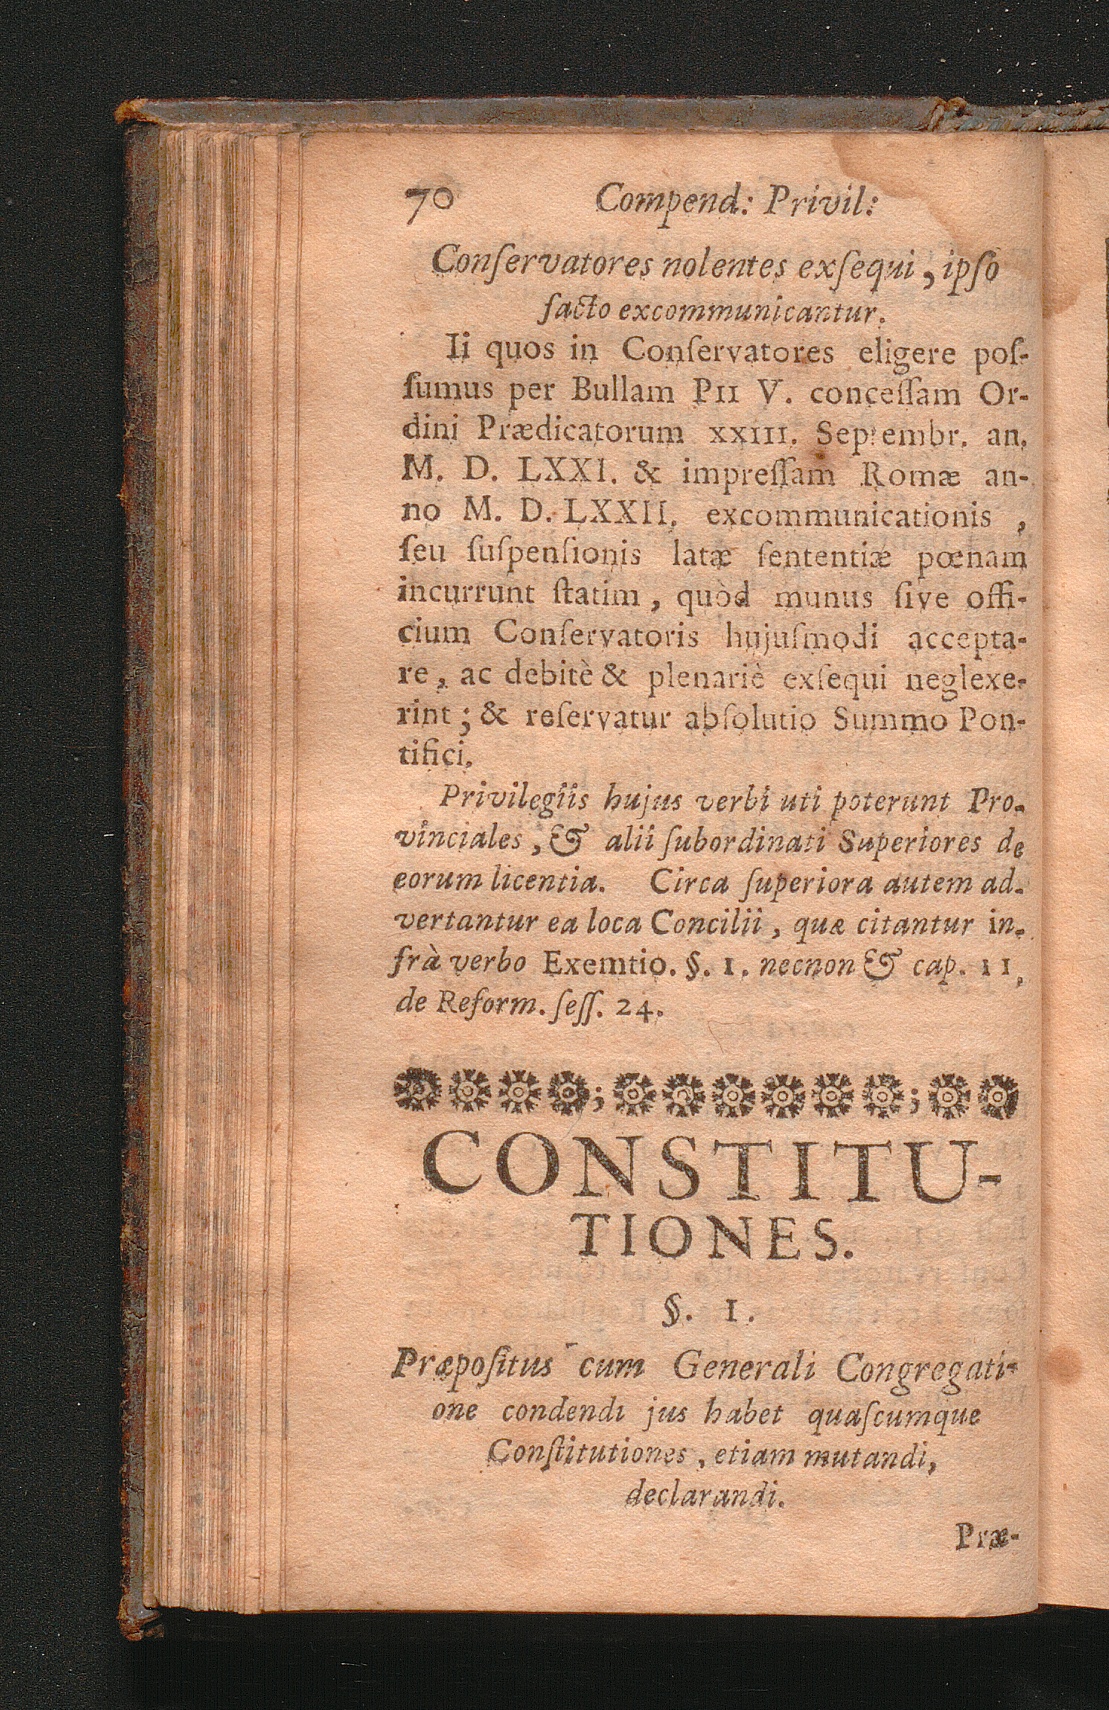 70 Compend: Privil:
Conſervatores nolentes exſequi, ipſo
facto excommunicantur.
Ii quos in Conſervatores eligere poſ-
ſumus per Bullam PII V. conceſſam Or-
dini Prædicatorum XXIII. Septembr. an.
M. D. LXXI. & impreſſam Romæ an-
no M. D. LXXII. excommunicationis,
ſeu ſuſpenſionis latæ ſententiæ pœnam
incurrunt ſtatim, quòd munus ſive offi-
cium Conſervatoris hujuſmodi accepta-
re, ac debitè & plenariè exſequi neglexe-
rint; & reſervatur abſolutio Summo Pon-
tifici.
Privilegiis hujus verbi uti poterunt Pro-
vinciales, & alii ſubordinati Superiores de
eorum licentia. Circa ſuperiora autem ad-
vertantur ea loca Concilii, quæ citantur in-
frà verbo Exemtio. §. 1. necnon & cap. 11,
de Reform. ſeſſ. 24.
CONSTITU-
TIONES.
§. 1.
Præpoſitus cum Generali Congregati-
one condendi jus habet quaſcumque
Conſtitutiones, etiam mutandi,
declarandi.
Præ-